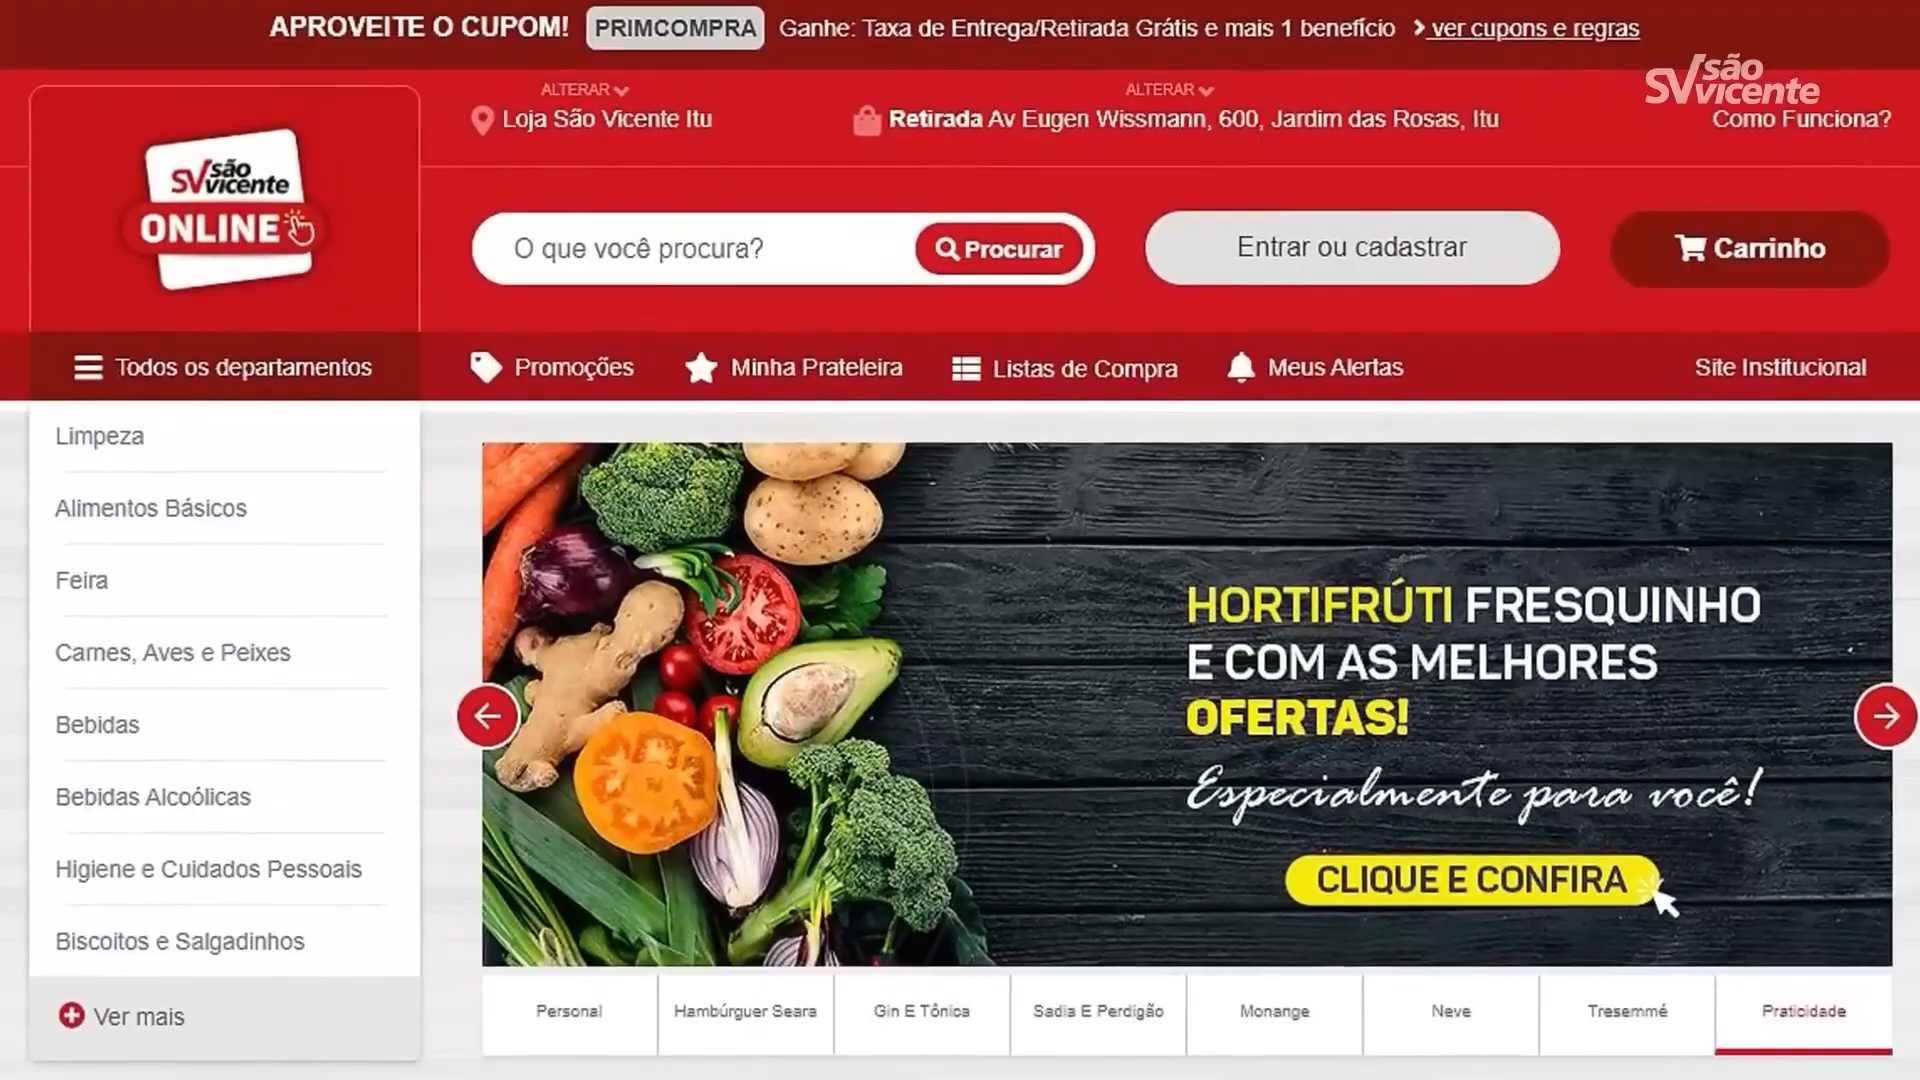 APROVEITE O CUPOM! PRIMCOMPRA Ganhe: Taxa de Entrega/Retirada Grátis e mais 1 benefício > ver cupons e regras
SV são vicente
ALTERAR
Loja São Vicente Itu
ALTERAR
Retirada Av Eugen Wissmann, 600, Jardim das Rosas, Itu
Como Funciona?
SV são vicente
ONLINE
O que você procura?
Procurar
Entrar ou cadastrar
Carrinho
Todos os departamentos
Promoções
Minha Prateleira
Listas de Compra
Meus Alertas
Site Institucional
Limpeza
Alimentos Básicos
Feira
Carnes, Aves e Peixes
Bebidas
Bebidas Alcoólicas
Higiene e Cuidados Pessoais
Biscoitos e Salgadinhos
Ver mais
HORTIFRÚTI FRESQUINHO
E COM AS MELHORES
OFERTAS!
Especialmente para você!
CLIQUE E CONFIRA
Personal
Hambúrguer Seara
Gin E Tônica
Sadia E Perdigão
Monange
Neve
Tresemmé
Praticidade